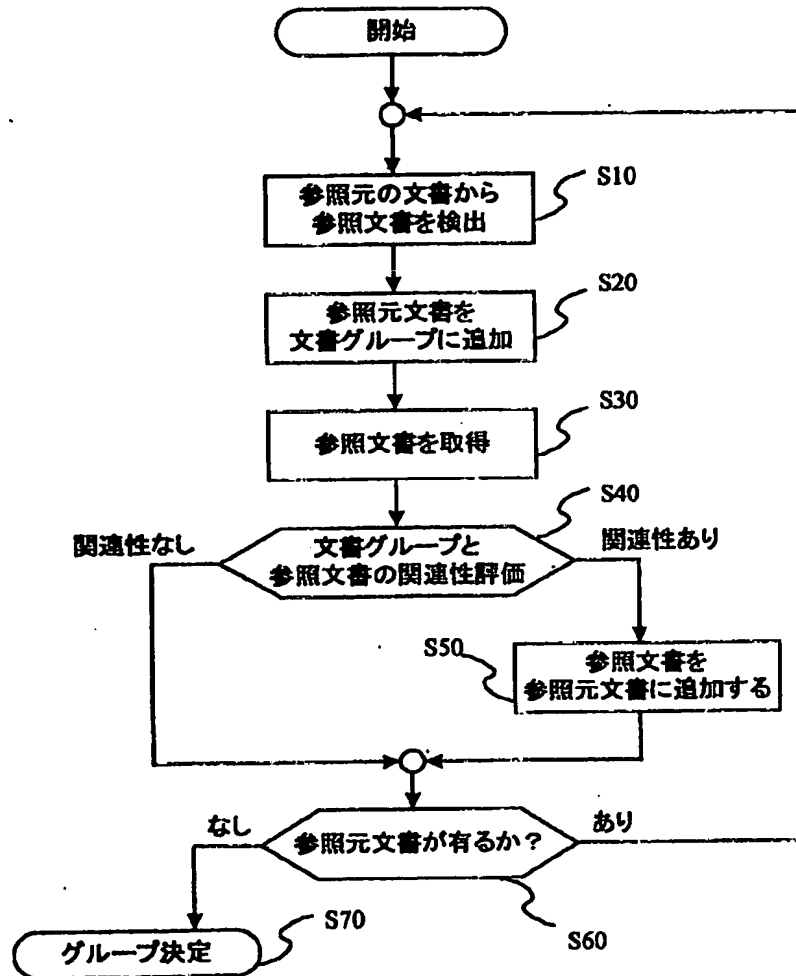 開始
参照元の文書から
参照文書を検出
S10
参照元文書を
文書グループに追加
S20
参照文書を取得
S30
文書グループと
参照文書の関連性評価
S40
関連性なし
関連性あり
参照文書を
参照元文書に追加する
S50
参照元文書が有るか?
なし
あり
S60
グループ決定
S70